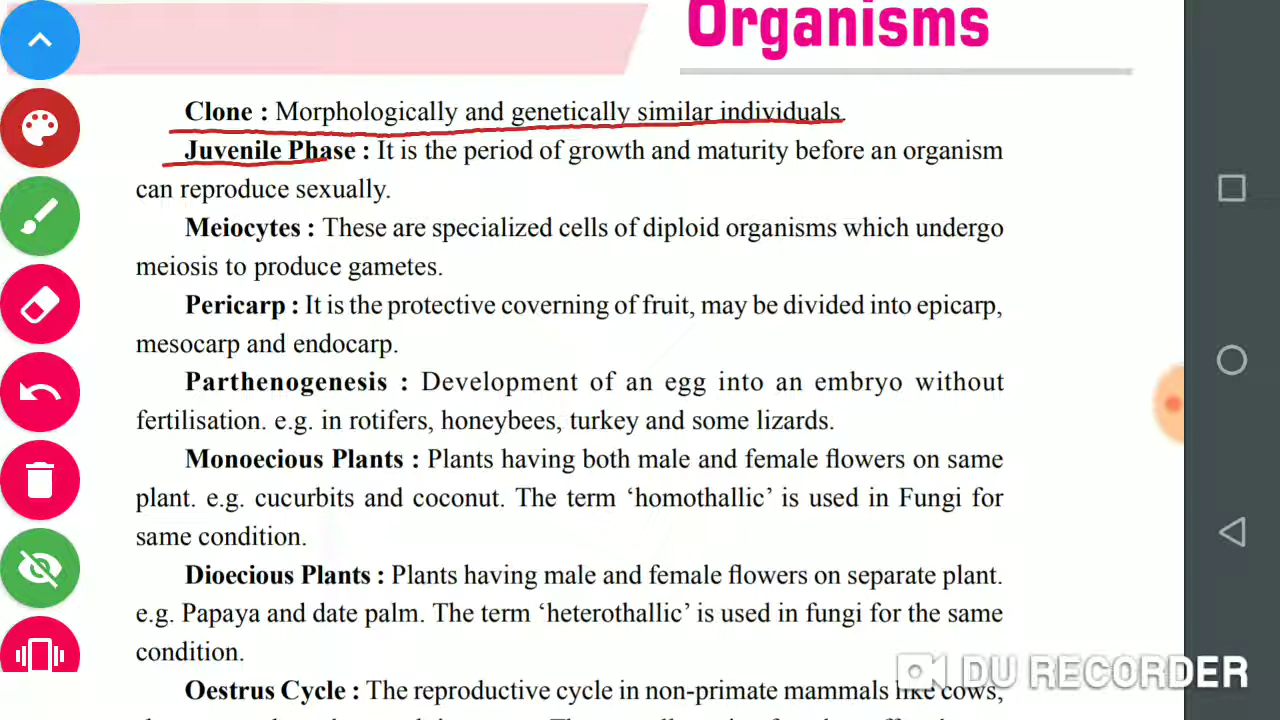 Organisms
Clone : Morphologically and genetically similar individuals.
Juvenile Phase : It is the period of growth and maturity before an organism
can reproduce sexually.
Meiocytes : These are specialized cells of diploid organisms which undergo
meiosis to produce gametes.
Pericarp : It is the protective coverning of fruit, may be divided into epicarp,
mesocarp and endocarp.
Parthenogenesis : Development of an egg into an embryo without
fertilisation. e.g. in rotifers, honeybees, turkey and some lizards.
Monoecious Plants : Plants having both male and female flowers on same
plant. e.g. cucurbits and coconut. The term ‘homothallic’ is used in Fungi for
same condition.
Dioecious Plants : Plants having male and female flowers on separate plant.
e.g. Papaya and date palm. The term ‘heterothallic’ is used in fungi for the same
condition.
Oestrus Cycle : The reproductive cycle in non-primate mammals like cows,
DU RECORDER